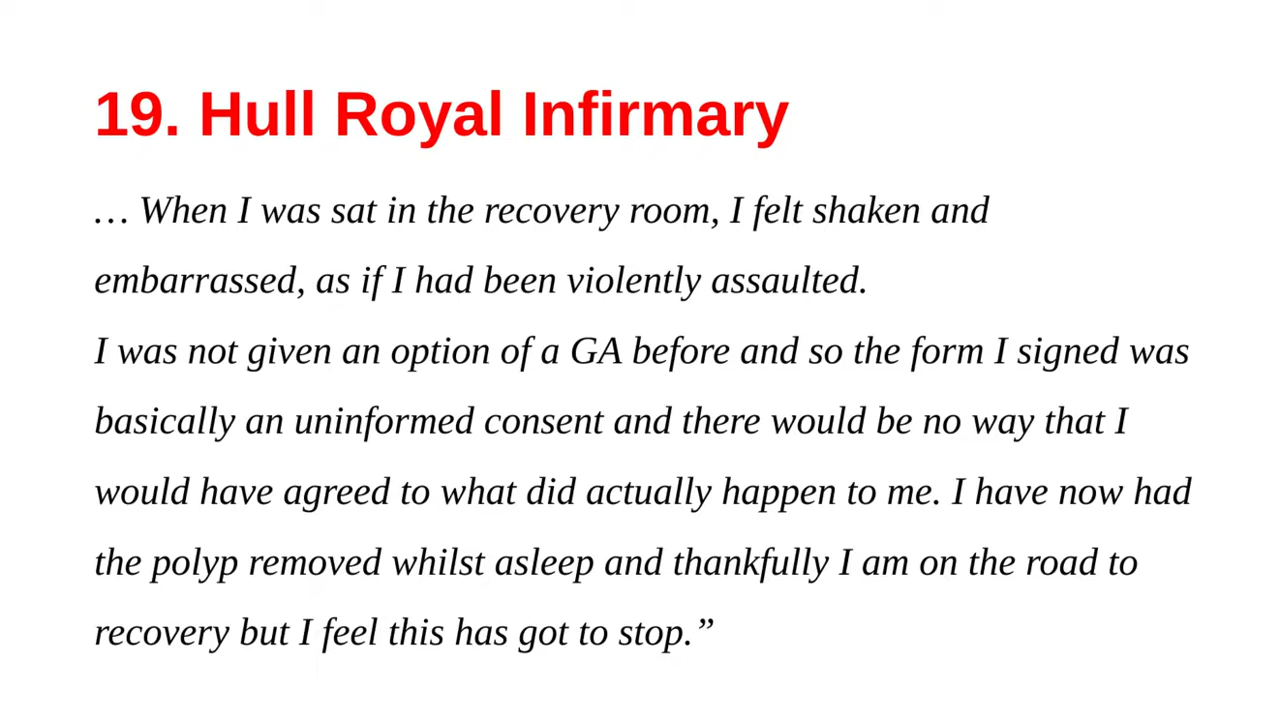 19. Hull Royal Infirmary
… When I was sat in the recovery room, I felt shaken and
embarrassed, as if I had been violently assaulted.
I was not given an option of a GA before and so the form I signed was
basically an uninformed consent and there would be no way that I
would have agreed to what did actually happen to me. I have now had
the polyp removed whilst asleep and thankfully I am on the road to
recovery but I feel this has got to stop.”